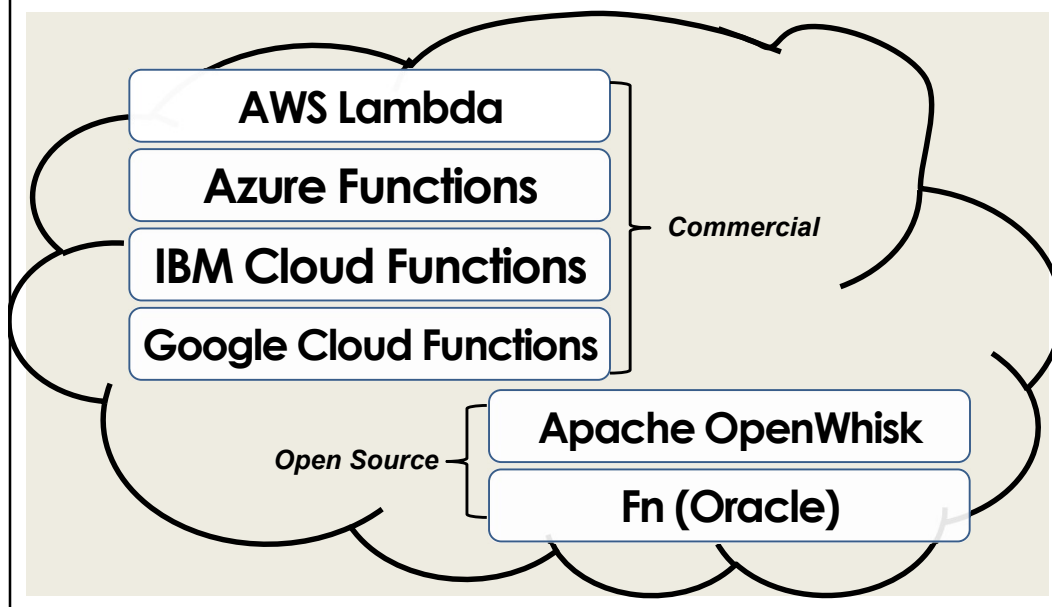 AWS Lambda
Azure Functions
Commercial
IBM Cloud Functions
Google Cloud Functions
Apache OpenWhisk
Open Source
Fn (Oracle)